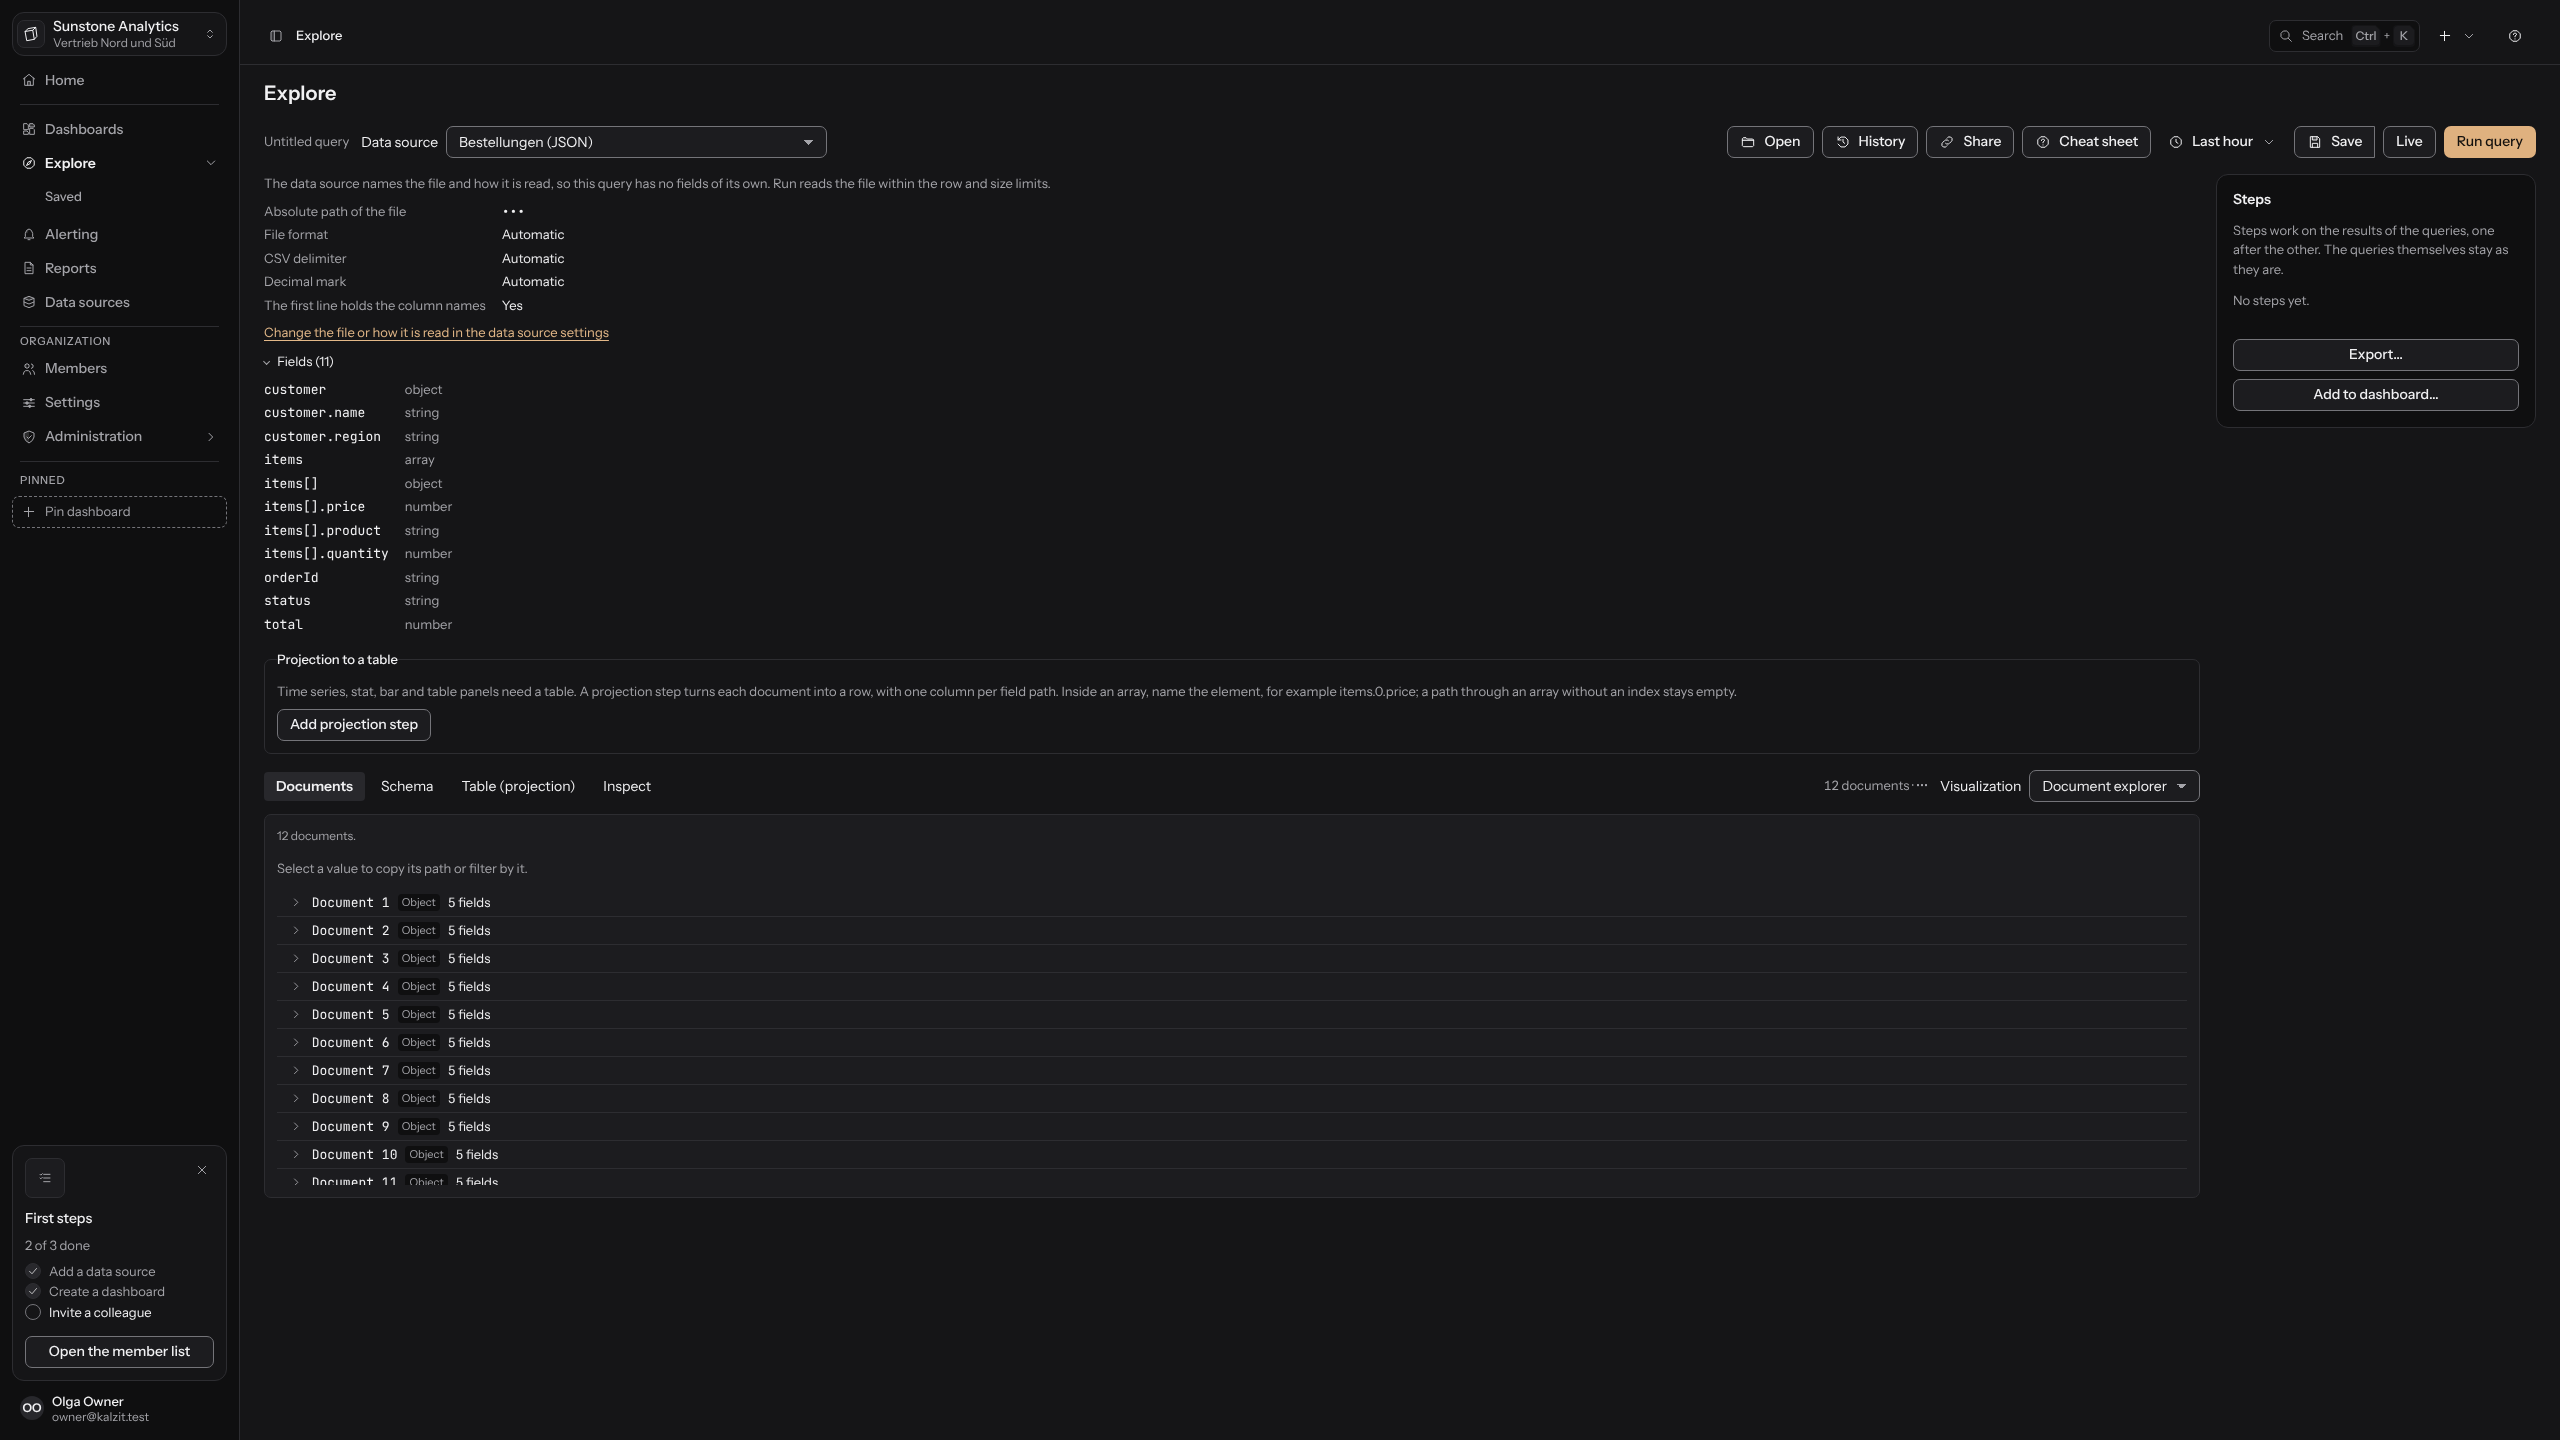 Sunstone Analytics
Vertrieb Nord und Süd
Home
Dashboards
Explore
Saved
Alerting
Reports
Data sources
ORGANIZATION
Members
Settings
Administration
PINNED
Pin dashboard
First steps
2 of 3 done
Add a data source
Create a dashboard
Invite a colleague
Open the member list
OO
Olga Owner
owner@kalzit.test
Explore
Search Ctrl + K
Explore
Untitled query Data source Bestellungen (JSON)
Open History Share Cheat sheet Last hour Save Live Run query
The data source names the file and how it is read, so this query has no fields of its own. Run reads the file within the row and size limits.
Absolute path of the file •••
File format Automatic
CSV delimiter Automatic
Decimal mark Automatic
The first line holds the column names Yes
Change the file or how it is read in the data source settings
Fields (11)
customer object
customer.name string
customer.region string
items array
items[] object
items[].price number
items[].product string
items[].quantity number
orderId string
status string
total number
Projection to a table
Time series, stat, bar and table panels need a table. A projection step turns each document into a row, with one column per field path. Inside an array, name the element, for example items.0.price; a path through an array without an index stays empty.
Add projection step
Documents Schema Table (projection) Inspect
12 documents · ••• Visualization Document explorer
12 documents.
Select a value to copy its path or filter by it.
Document 1 Object 5 fields
Document 2 Object 5 fields
Document 3 Object 5 fields
Document 4 Object 5 fields
Document 5 Object 5 fields
Document 6 Object 5 fields
Document 7 Object 5 fields
Document 8 Object 5 fields
Document 9 Object 5 fields
Document 10 Object 5 fields
Document 11 Object 5 fields
Steps
Steps work on the results of the queries, one
after the other. The queries themselves stay as
they are.
No steps yet.
Export...
Add to dashboard...